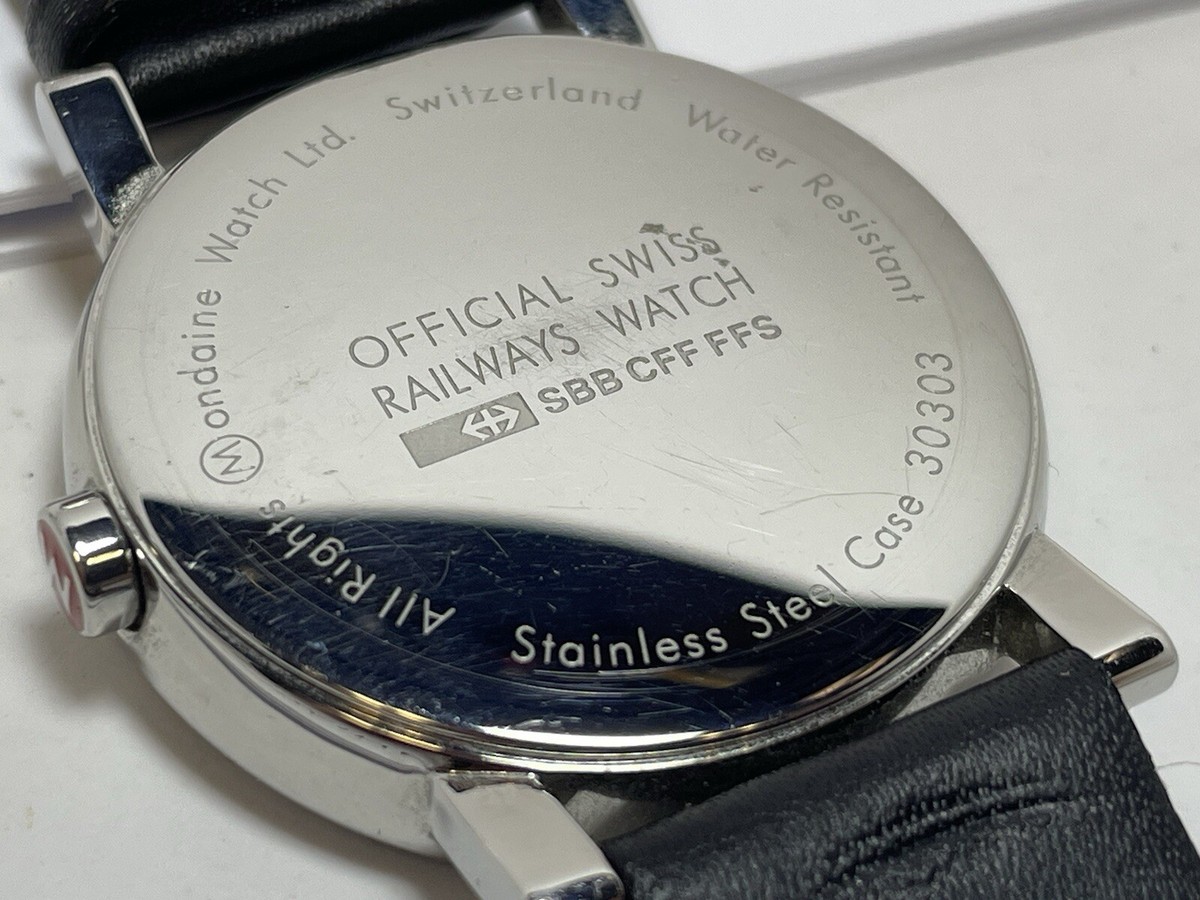 OFFICIAL SWISS
RAILWAYS WATCH
SBB CFF FFS
All Rights Mondaine Watch Ltd. Switzerland Water Resistant
Stainless Steel Case 30303